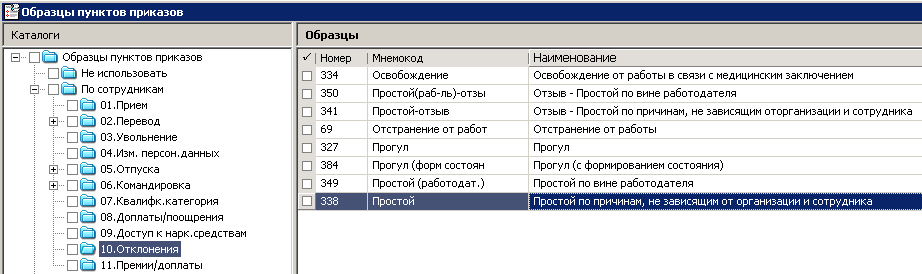 Образцы пунктов приказов
Каталоги
Образцы пунктов приказов
Не использовать
По сотрудникам
01.Прием
02.Перевод
03.Увольнение
04.Изм. персон.данных
05.Отпуска
06.Командировка
07.Квалифк.категория
08.Доплаты/поощрения
09.Доступ к нарк.средствам
10.Отклонения
11.Премии/доплаты
Образцы
Номер Мнемокод Наименование
334 Освобождение Освобождение от работы в связи с медицинским заключением
350 Простой(раб-ль)-отзы Отзыв - Простой по вине работодателя
341 Простой-отзыв Отзыв - Простой по причинам, не зависящим оторганизации и сотрудника
69 Отстранение от работ Отстранение от работы
327 Прогул Прогул
384 Прогул (форм состоян Прогул (с формированием состояния)
349 Простой (работодат.) Простой по вине работодателя
338 Простой Простой по причинам, не зависящим от организации и сотрудника